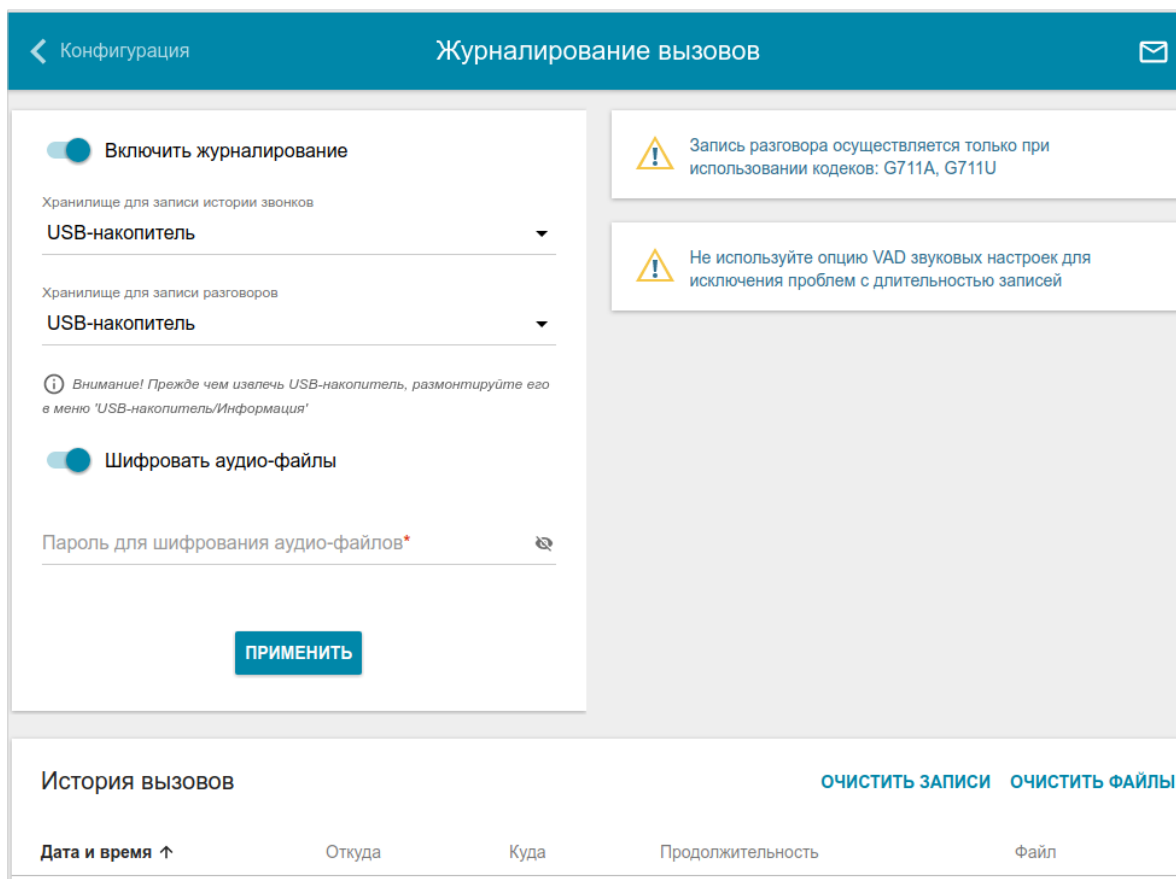 Конфигурация
Журналирование вызовов
Включить журналирование
Хранилище для записи истории звонков
USB-накопитель
Хранилище для записи разговоров
USB-накопитель
Внимание! Прежде чем извлечь USB-накопитель, размонтируйте его
в меню 'USB-накопитель/Информация'
Шифровать аудио-файлы
Пароль для шифрования аудио-файлов*
ПРИМЕНИТЬ
Запись разговора осуществляется только при
использовании кодеков: G711A, G711U
Не используйте опцию VAD звуковых настроек для
исключения проблем с длительностью записей
История вызовов
ОЧИСТИТЬ ЗАПИСИ ОЧИСТИТЬ ФАЙЛЫ
Дата и время Откуда Куда Продолжительность Файл